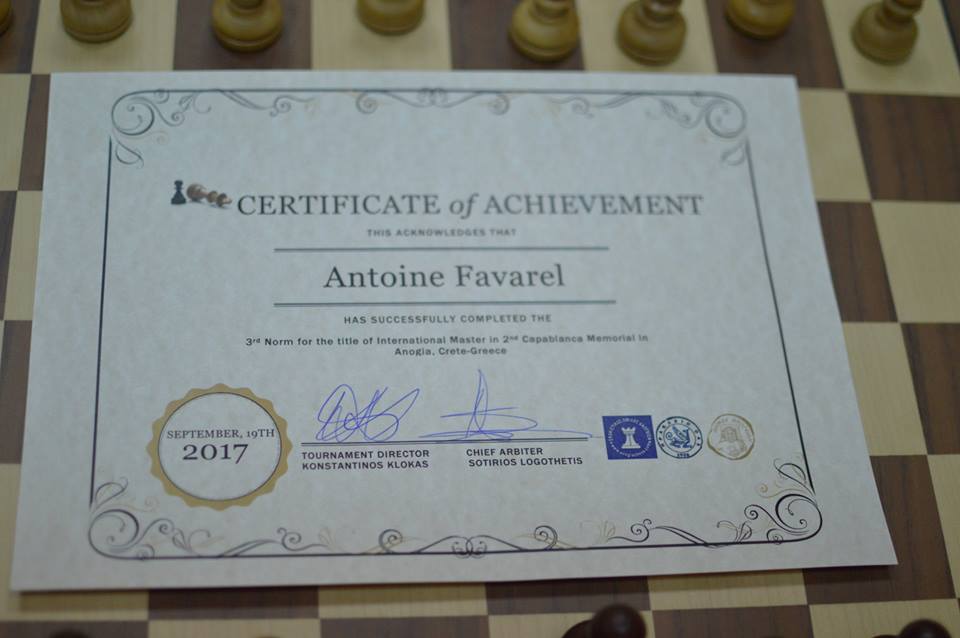 CERTIFICATE of ACHIEVEMENT
THIS ACKNOWLEDGES THAT
Antoine Favarel
HAS SUCCESSFULLY COMPLETED THE
3rd Norm for the title of International Master in 2nd Capablanca Memorial in
Anogia, Crete-Greece
SEPTEMBER, 19TH
2017
TOURNAMENT DIRECTOR
KONSTANTINOS KLOKAS
CHIEF ARBITER
SOTIRIOS LOGOTHETIS